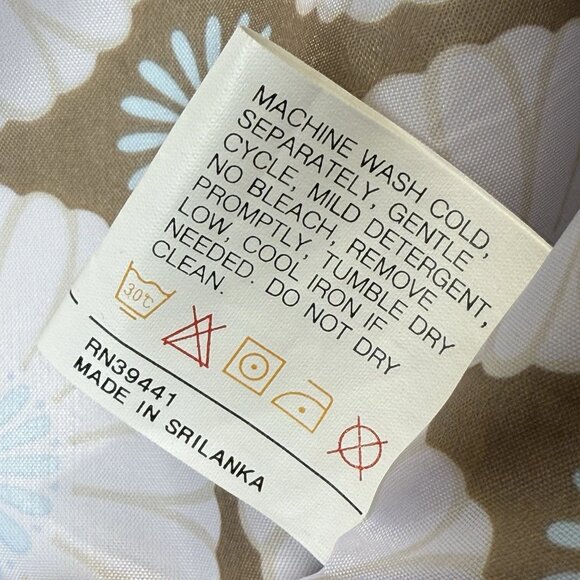 MACHINE WASH COLD,
SEPARATELY, GENTLE
CYCLE, MILD DETERGENT,
NO BLEACH, REMOVE
PROMPTLY, TUMBLE DRY
LOW, COOL IRON IF
NEEDED. DO NOT DRY
CLEAN.
30℃
RN39441
MADE IN SRILANKA